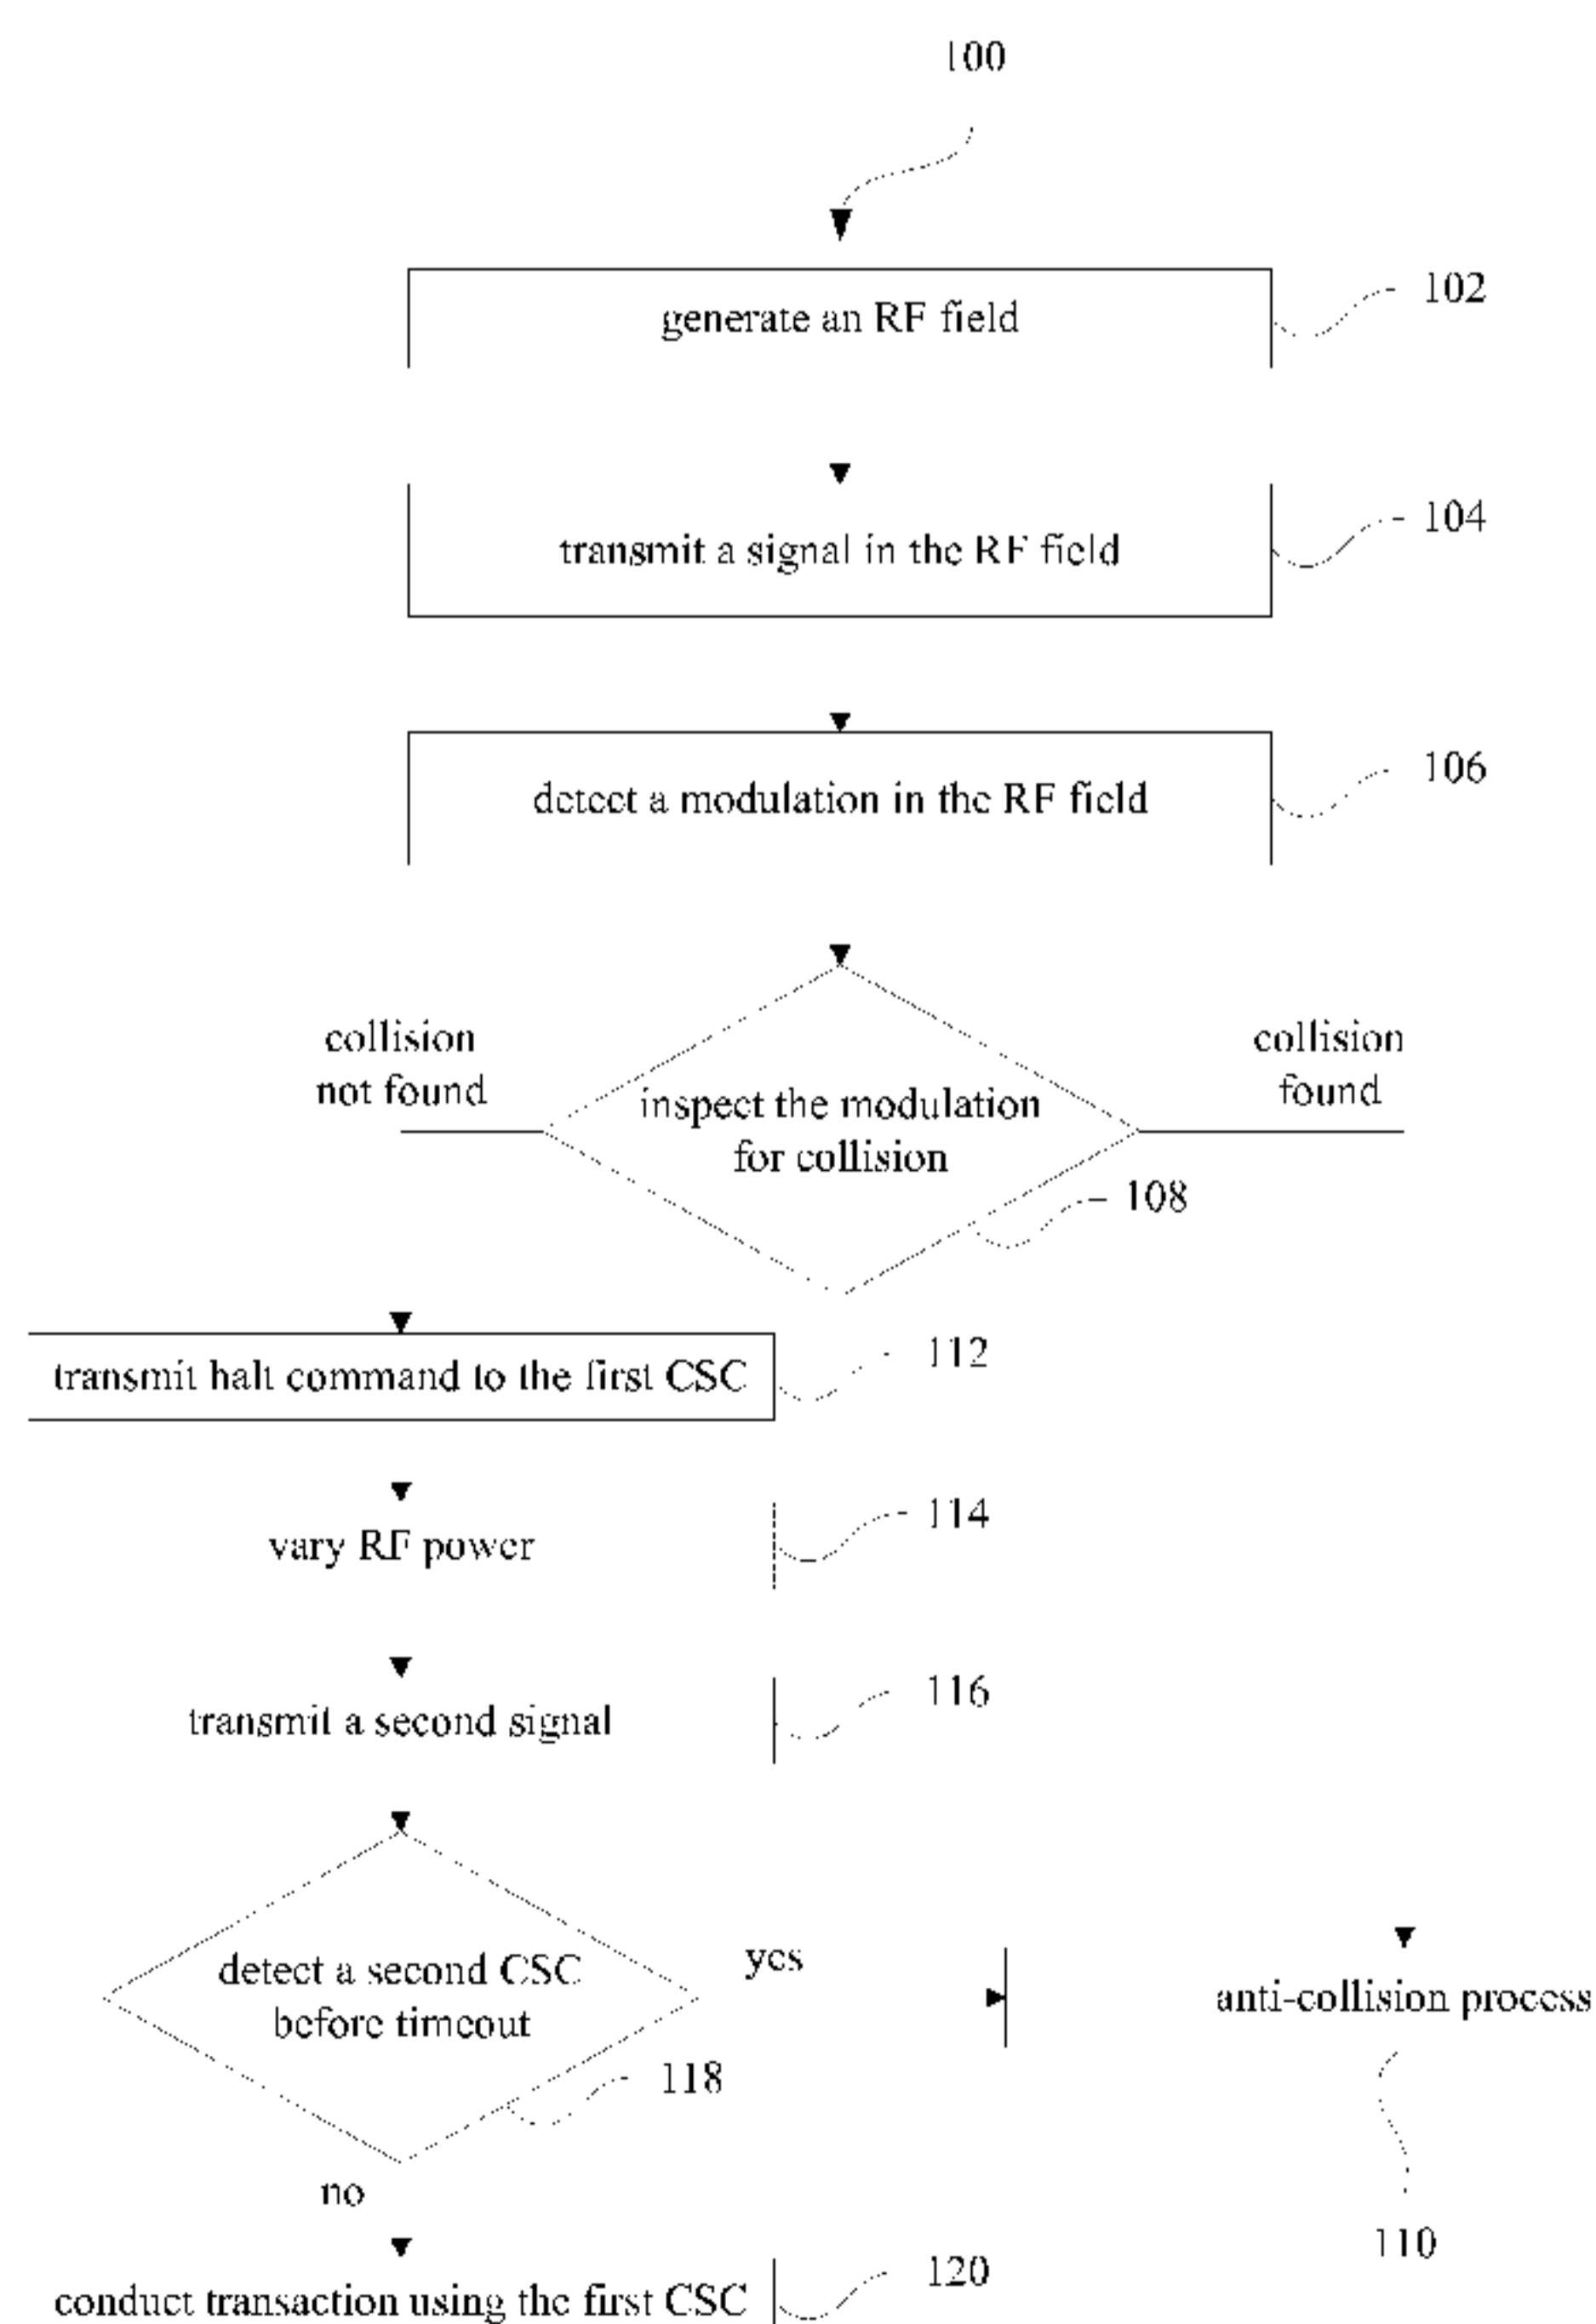 100
generate an RF field
102
transmit a signal in the RF field
104
detect a modulation in the RF field
106
collision
not found
inspect the modulation
for collision
collision
found
108
transmit halt command to the first CSC
112
vary RF power
114
transmit a second signal
116
detect a second CSC
before timeout
yes
118
anti-collision process
110
no
conduct transaction using the first CSC
120